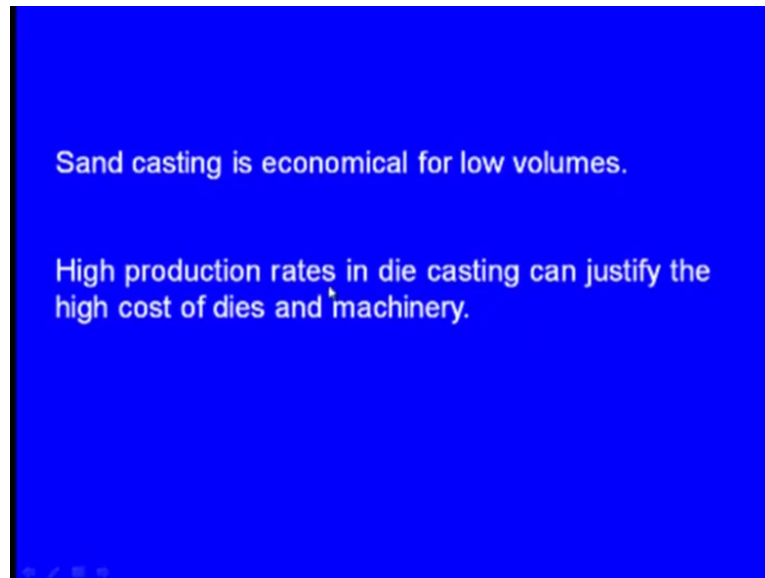 Sand casting is economical for low volumes.
High production rates in die casting can justify the
high cost of dies and machinery.